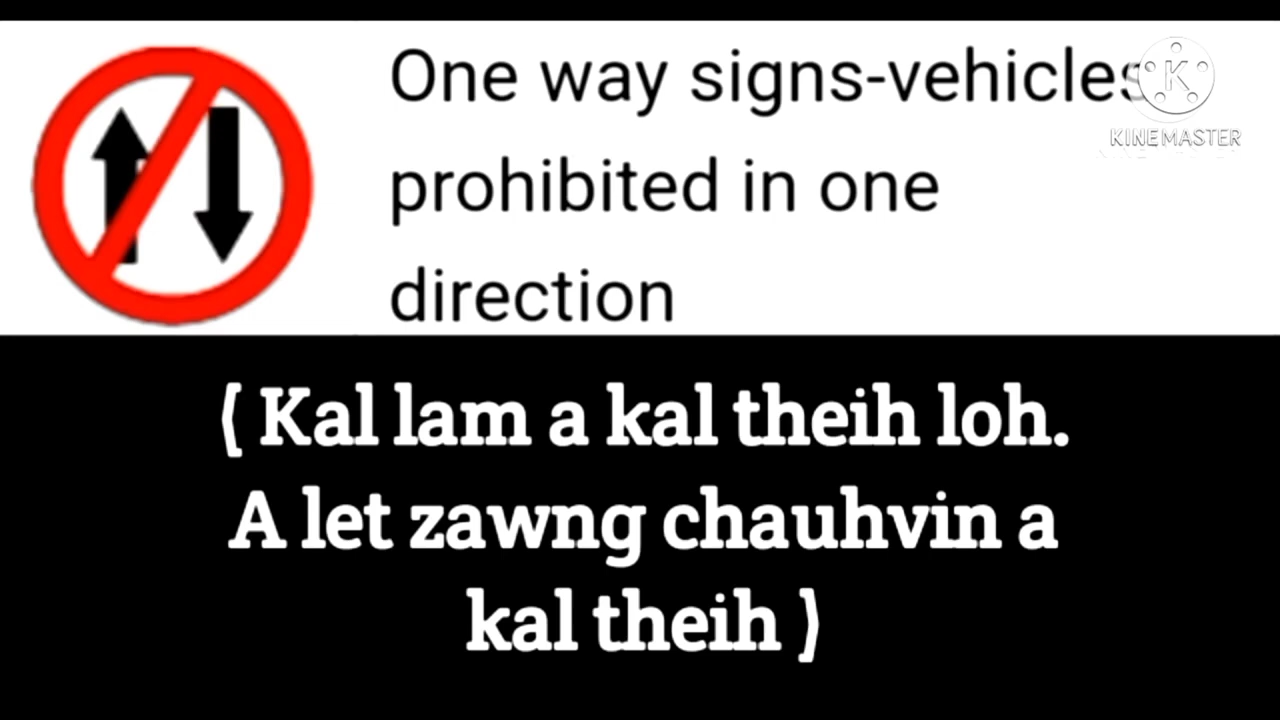 One way signs-vehicles
K
KINEMASTER
prohibited in one
direction
{ Kal lam a kal theih loh.
A let zawng chauhvin a
kal theih }